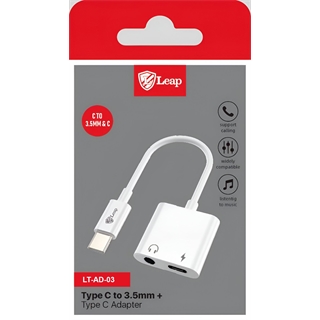 Leap
C TO
3.5MM & C
support
calling
widely
compatible
listening
to music
Leap
LT-AD-03
Type C to 3.5mm +
Type C Adapter